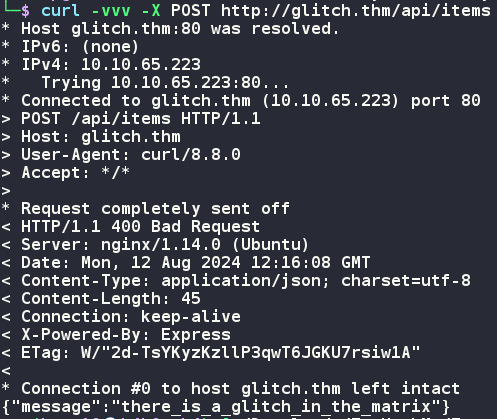 └─$ curl -vvv -X POST http://glitch.thm/api/items
* Host glitch.thm:80 was resolved.
* IPv6: (none)
* IPv4: 10.10.65.223
*   Trying 10.10.65.223:80...
* Connected to glitch.thm (10.10.65.223) port 80
> POST /api/items HTTP/1.1
> Host: glitch.thm
> User-Agent: curl/8.8.0
> Accept: */*
>
* Request completely sent off
< HTTP/1.1 400 Bad Request
< Server: nginx/1.14.0 (Ubuntu)
< Date: Mon, 12 Aug 2024 12:16:08 GMT
< Content-Type: application/json; charset=utf-8
< Content-Length: 45
< Connection: keep-alive
< X-Powered-By: Express
< ETag: W/"2d-TsYKyzKzllP3qwT6JGKU7rsiw1A"
<
* Connection #0 to host glitch.thm left intact
{"message":"there_is_a_glitch_in_the_matrix"}